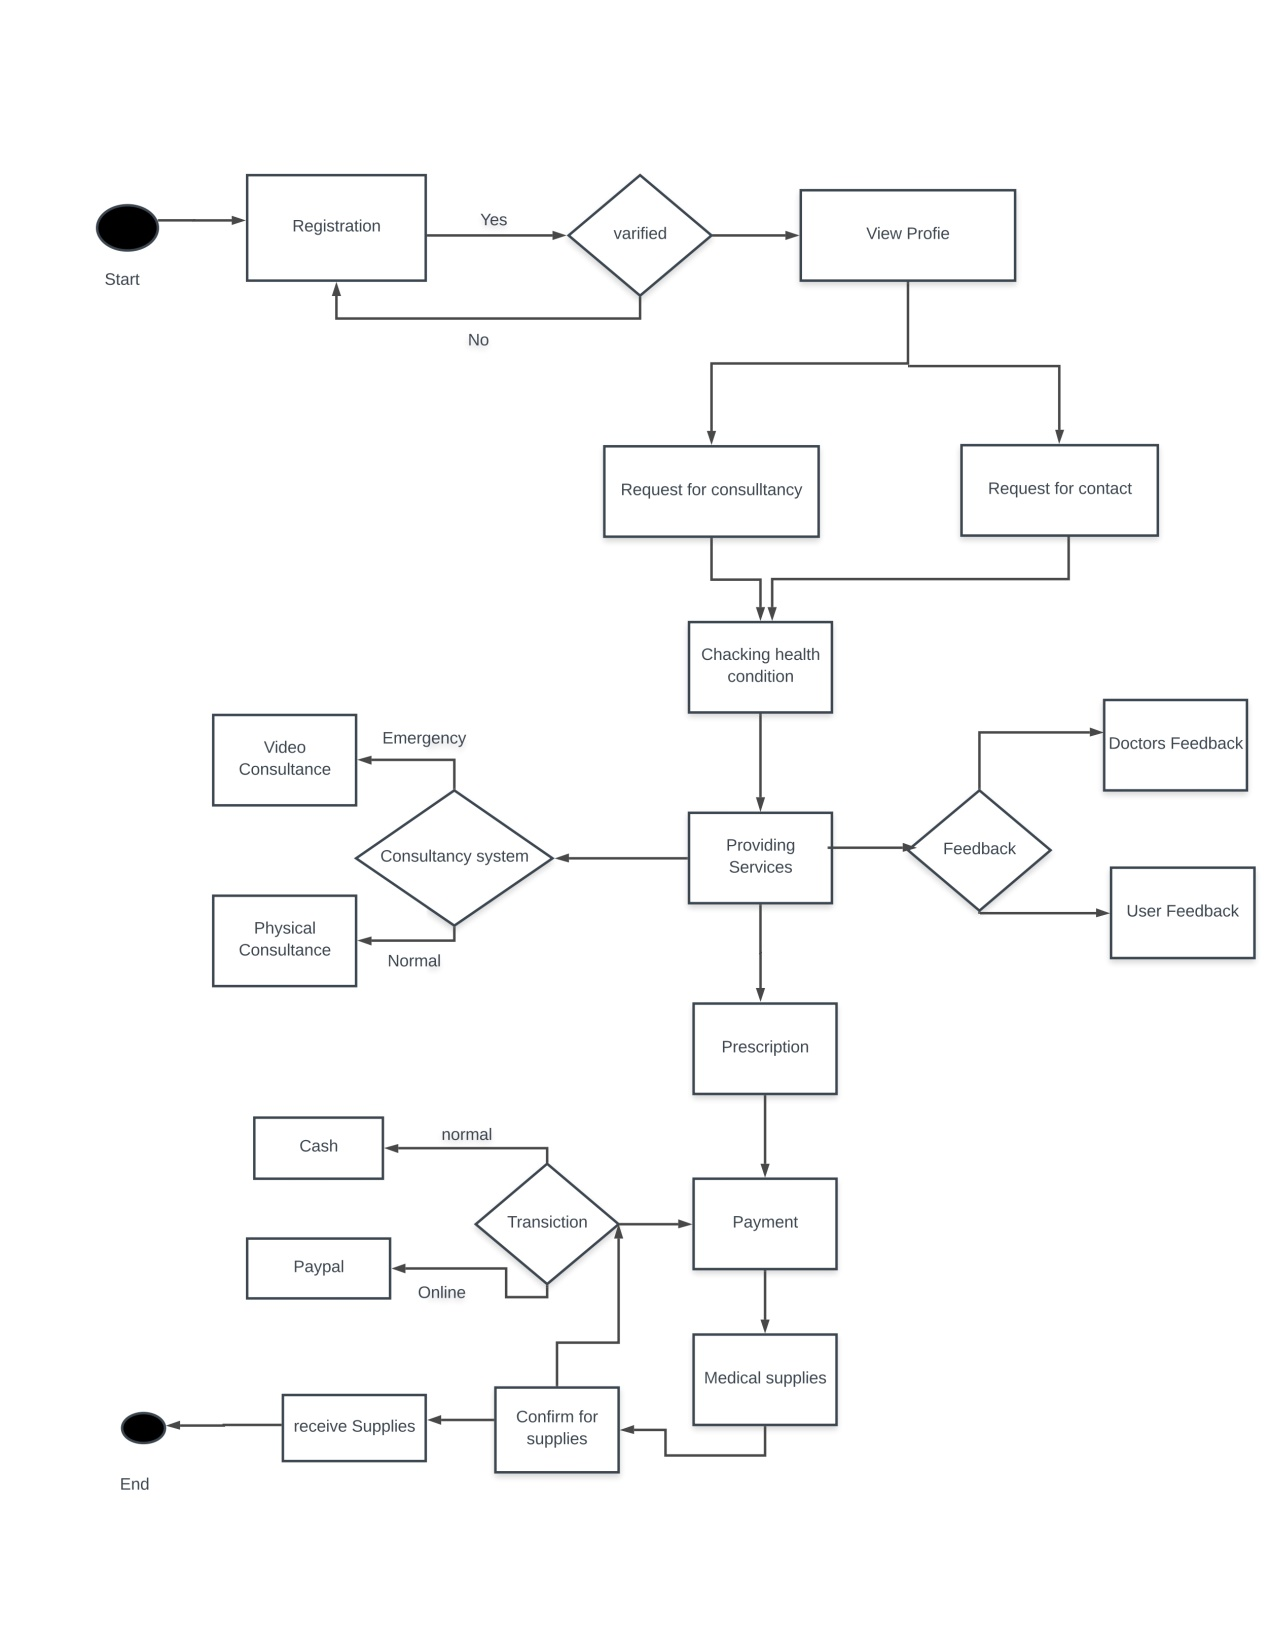 Registration
Yes
varified
View Profie
Start
No
Request for consulltancy
Request for contact
Chacking health
condition
Emergency
Video
Consultance
Doctors Feedback
Consultancy system
Providing
Services
Feedback
Physical
Consultance
Normal
User Feedback
Prescription
Cash
normal
Transiction
Payment
Paypal
Online
Medical supplies
Confirm for
supplies
receive Supplies
End